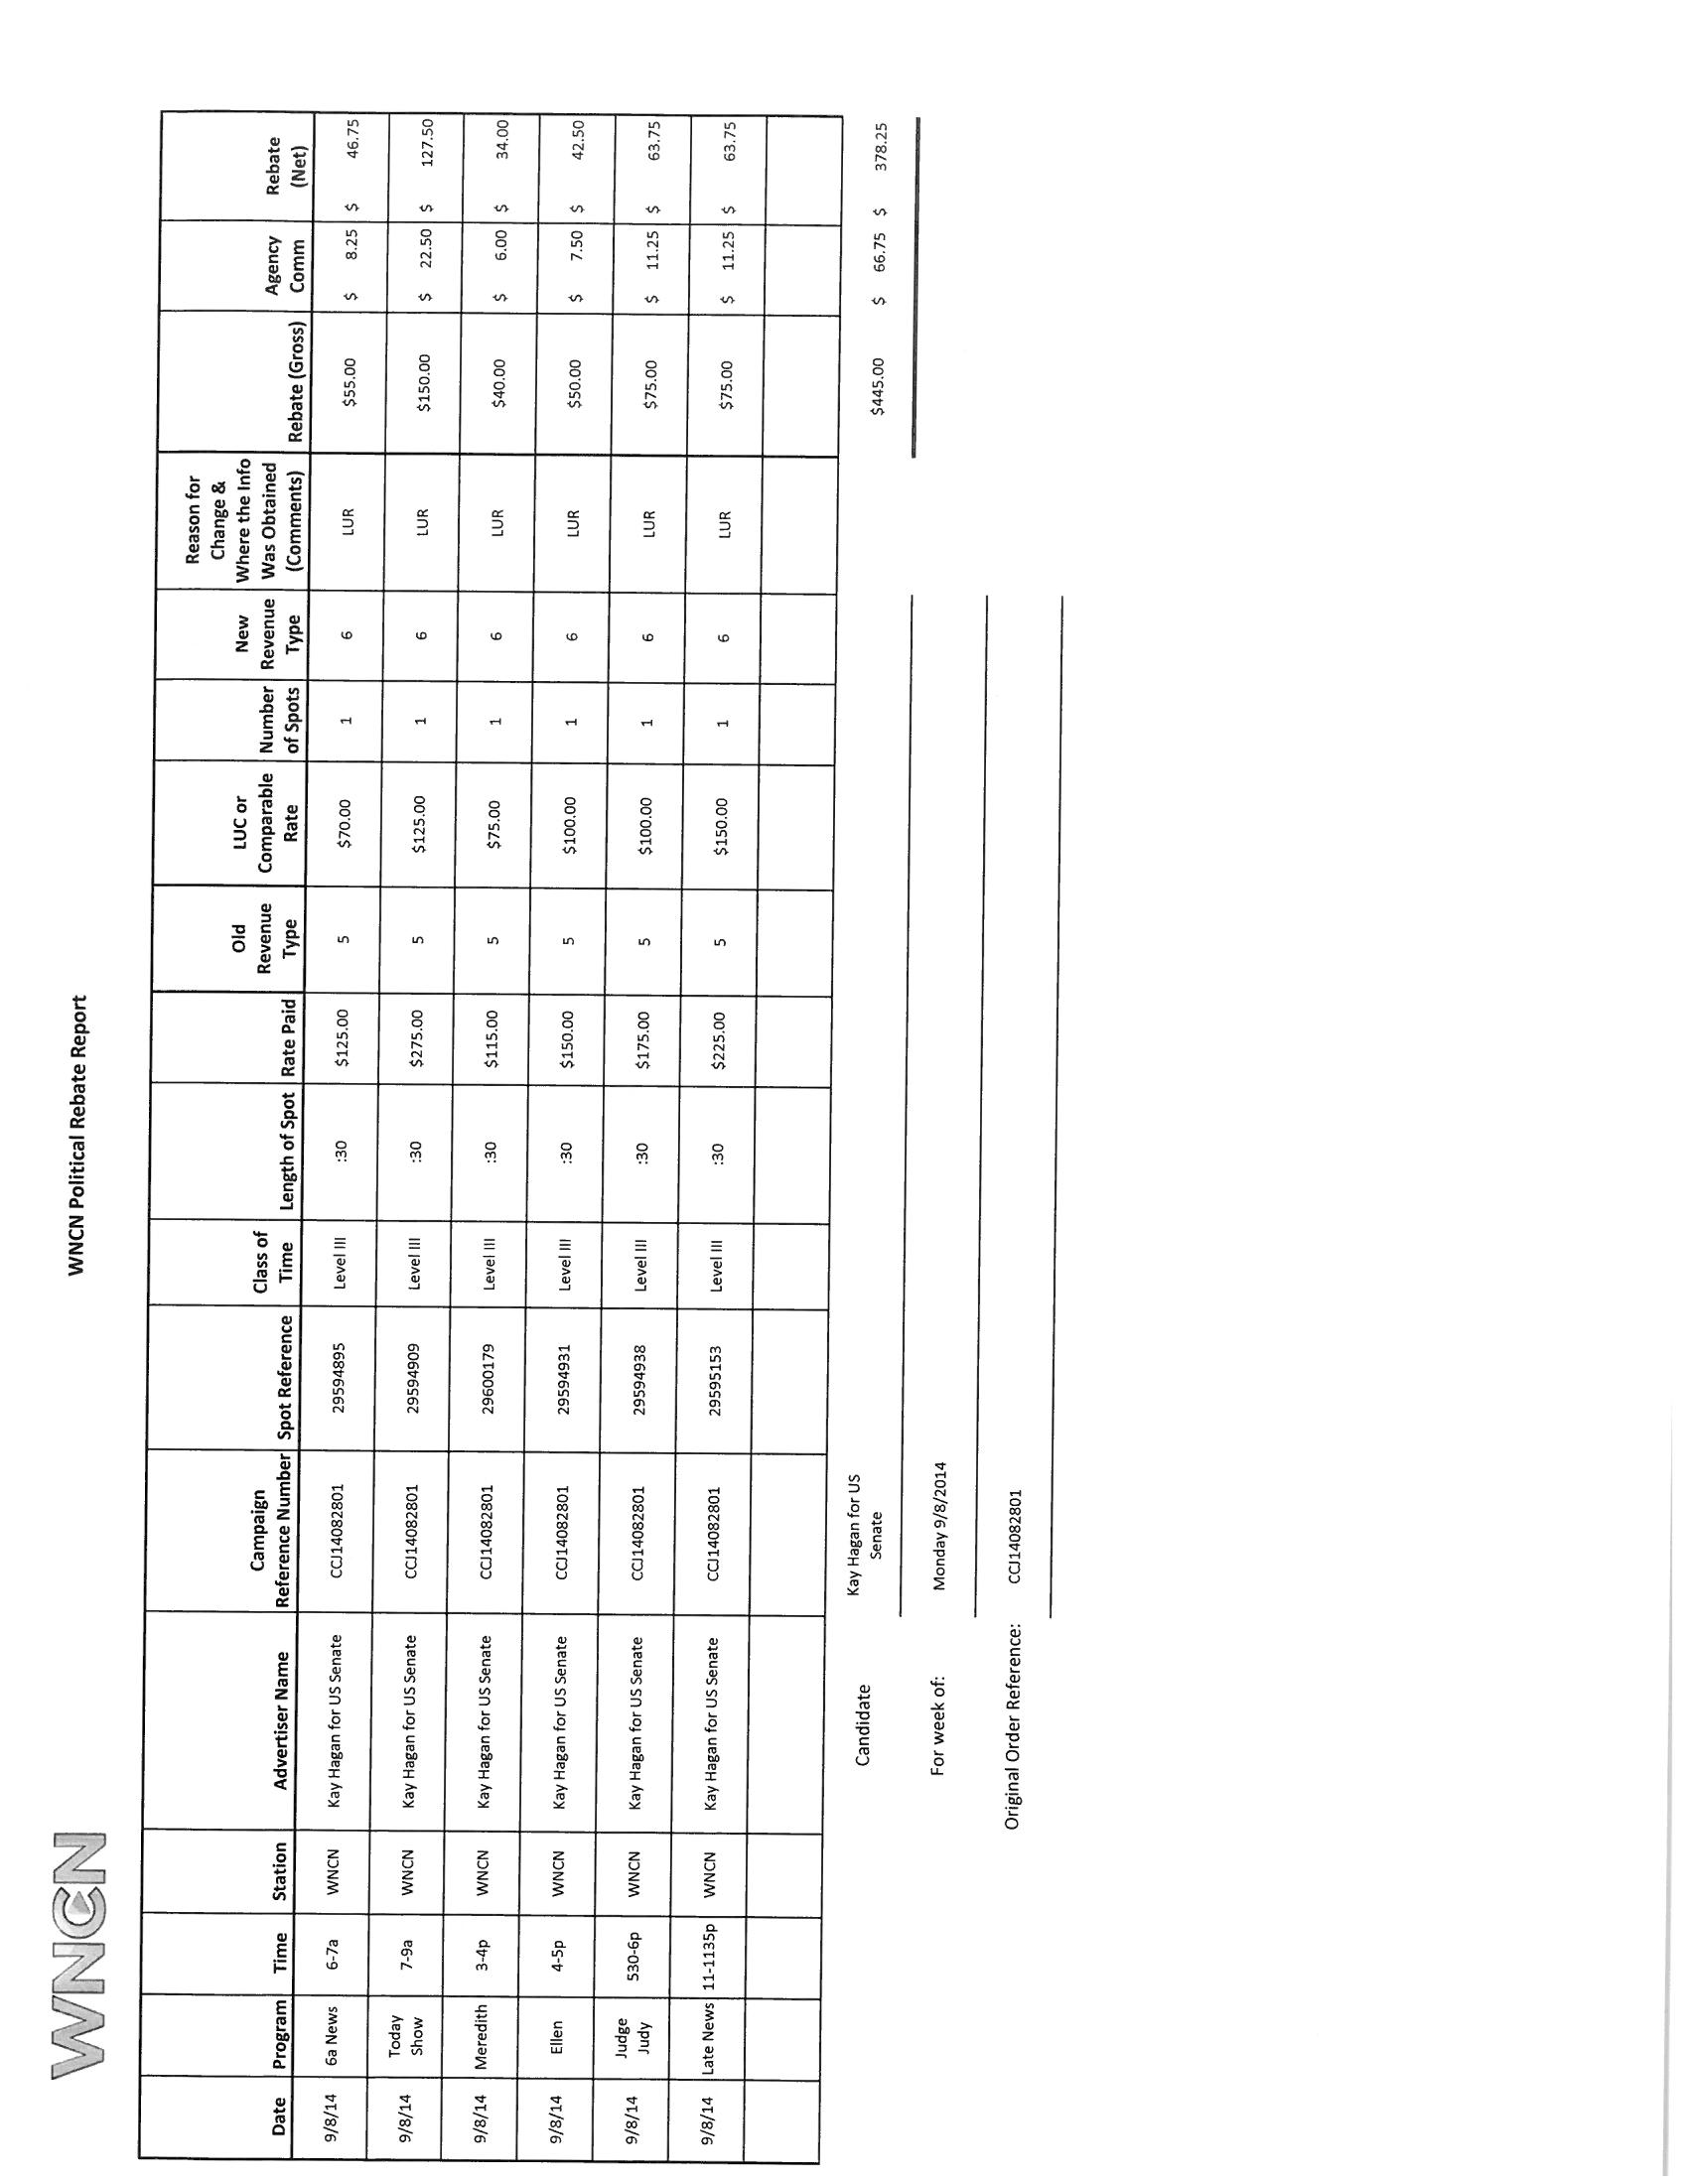 WNCN
WNCN Political Rebate Report
Date Program Time Station Advertiser Name Campaign Reference Number Spot Reference Class of Time Length of Spot Rate Paid Old Revenue Type LUC or Comparable Rate Number of Spots New Revenue Type Reason for Change & Where the Info Was Obtained (Comments) Rebate (Gross) Agency Comm Rebate (Net)
9/8/14 6a News 6-7a WNCN Kay Hagan for US Senate CCJ14082801 29594895 Level III :30 $125.00 5 $70.00 1 6 LUR $55.00 $ 8.25 $ 46.75
9/8/14 Today Show 7-9a WNCN Kay Hagan for US Senate CCJ14082801 29594909 Level III :30 $275.00 5 $125.00 1 6 LUR $150.00 $ 22.50 $ 127.50
9/8/14 Meredith 3-4p WNCN Kay Hagan for US Senate CCJ14082801 29600179 Level III :30 $115.00 5 $75.00 1 6 LUR $40.00 $ 6.00 $ 34.00
9/8/14 Ellen 4-5p WNCN Kay Hagan for US Senate CCJ14082801 29594931 Level III :30 $150.00 5 $100.00 1 6 LUR $50.00 $ 7.50 $ 42.50
9/8/14 Judge Judy 530-6p WNCN Kay Hagan for US Senate CCJ14082801 29594938 Level III :30 $175.00 5 $100.00 1 6 LUR $75.00 $ 11.25 $ 63.75
9/8/14 Late News 11-1135p WNCN Kay Hagan for US Senate CCJ14082801 29595153 Level III :30 $225.00 5 $150.00 1 6 LUR $75.00 $ 11.25 $ 63.75
$445.00 $ 66.75 $ 378.25
Candidate Kay Hagan for US Senate
For week of: Monday 9/8/2014
Original Order Reference: CCJ14082801